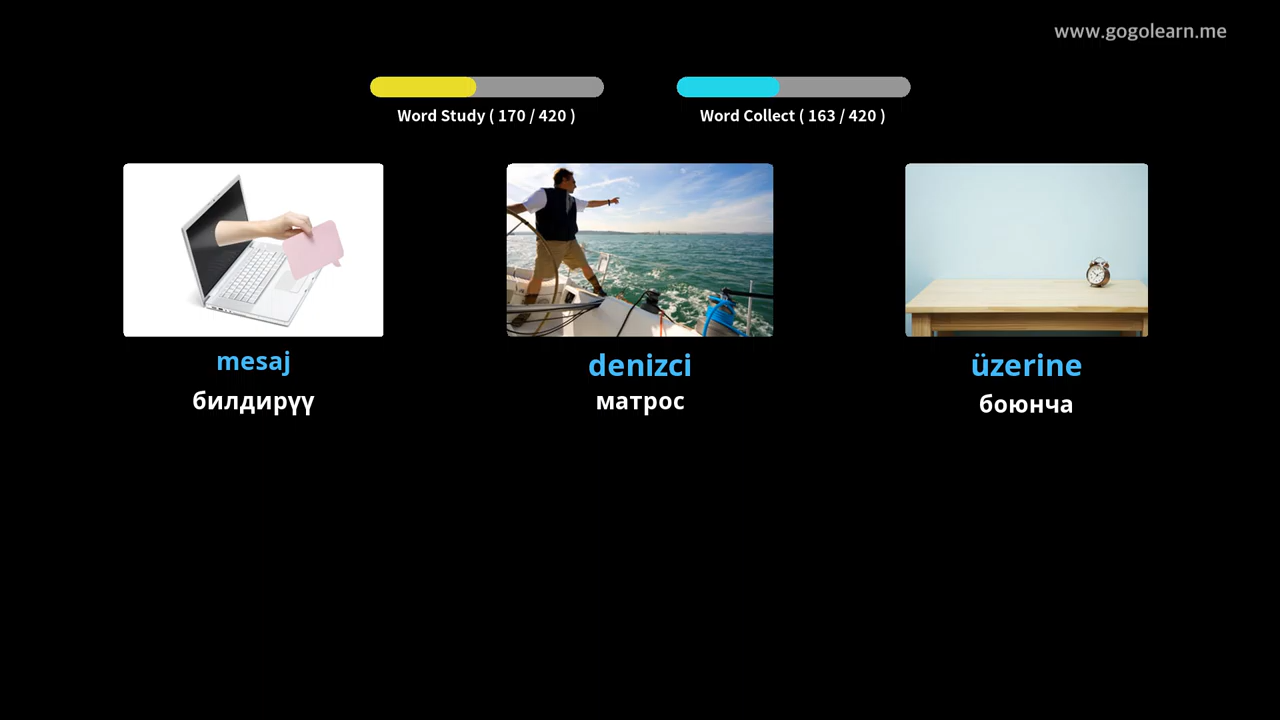 www.gogolearn.me
Word Study ( 170 / 420 )
Word Collect ( 163 / 420 )
mesaj
билдирүү
denizci
матрос
üzerine
боюнча